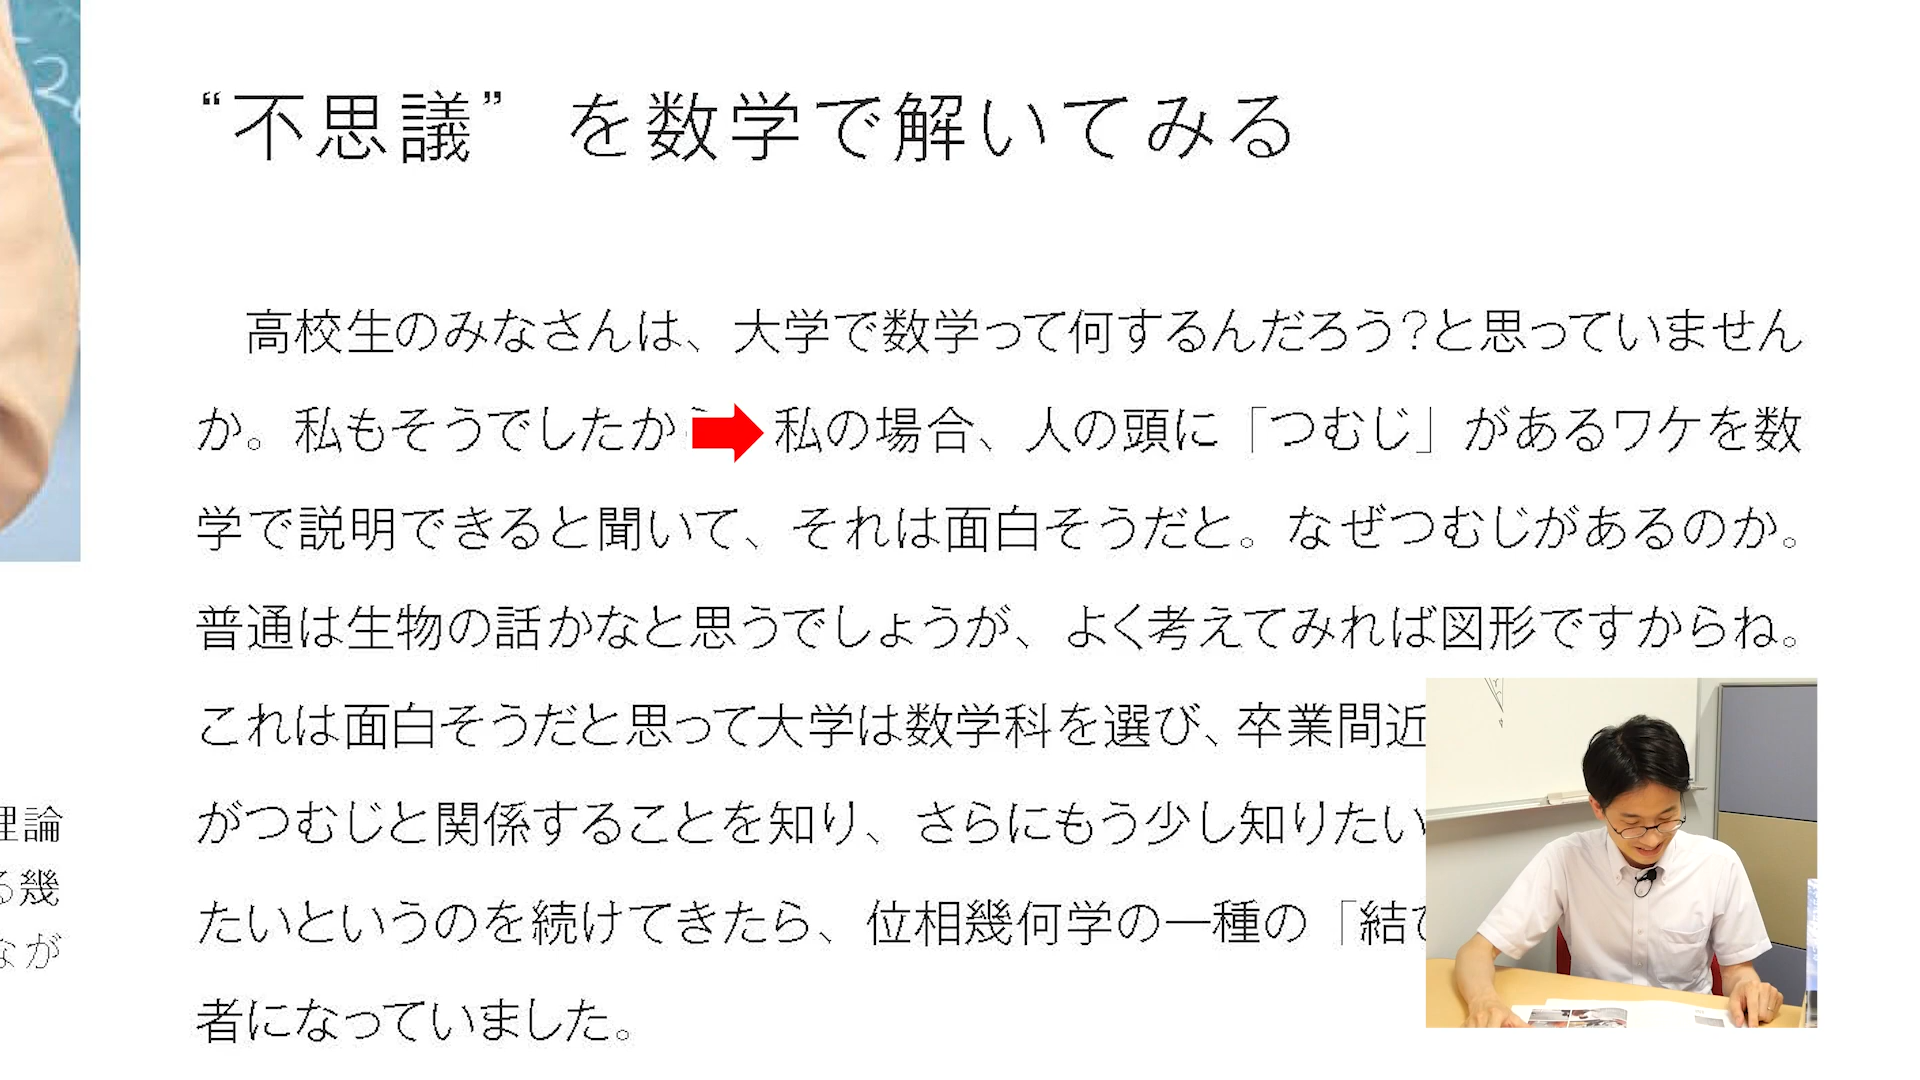 “不思議”を数学で解いてみる
高校生のみなさんは、大学で数学って何するんだろう?と思っていません
か。私もそうでしたか 私の場合、人の頭に「つむじ」があるワケを数
学で説明できると聞いて、それは面白そうだと。なぜつむじがあるのか。
普通は生物の話かなと思うでしょうが、よく考えてみれば図形ですからね。
これは面白そうだと思って大学は数学科を選び、卒業間近
がつむじと関係することを知り、さらにもう少し知りたい
たいというのを続けてきたら、位相幾何学の一種の「結
者になっていました。
理論
る幾
なが